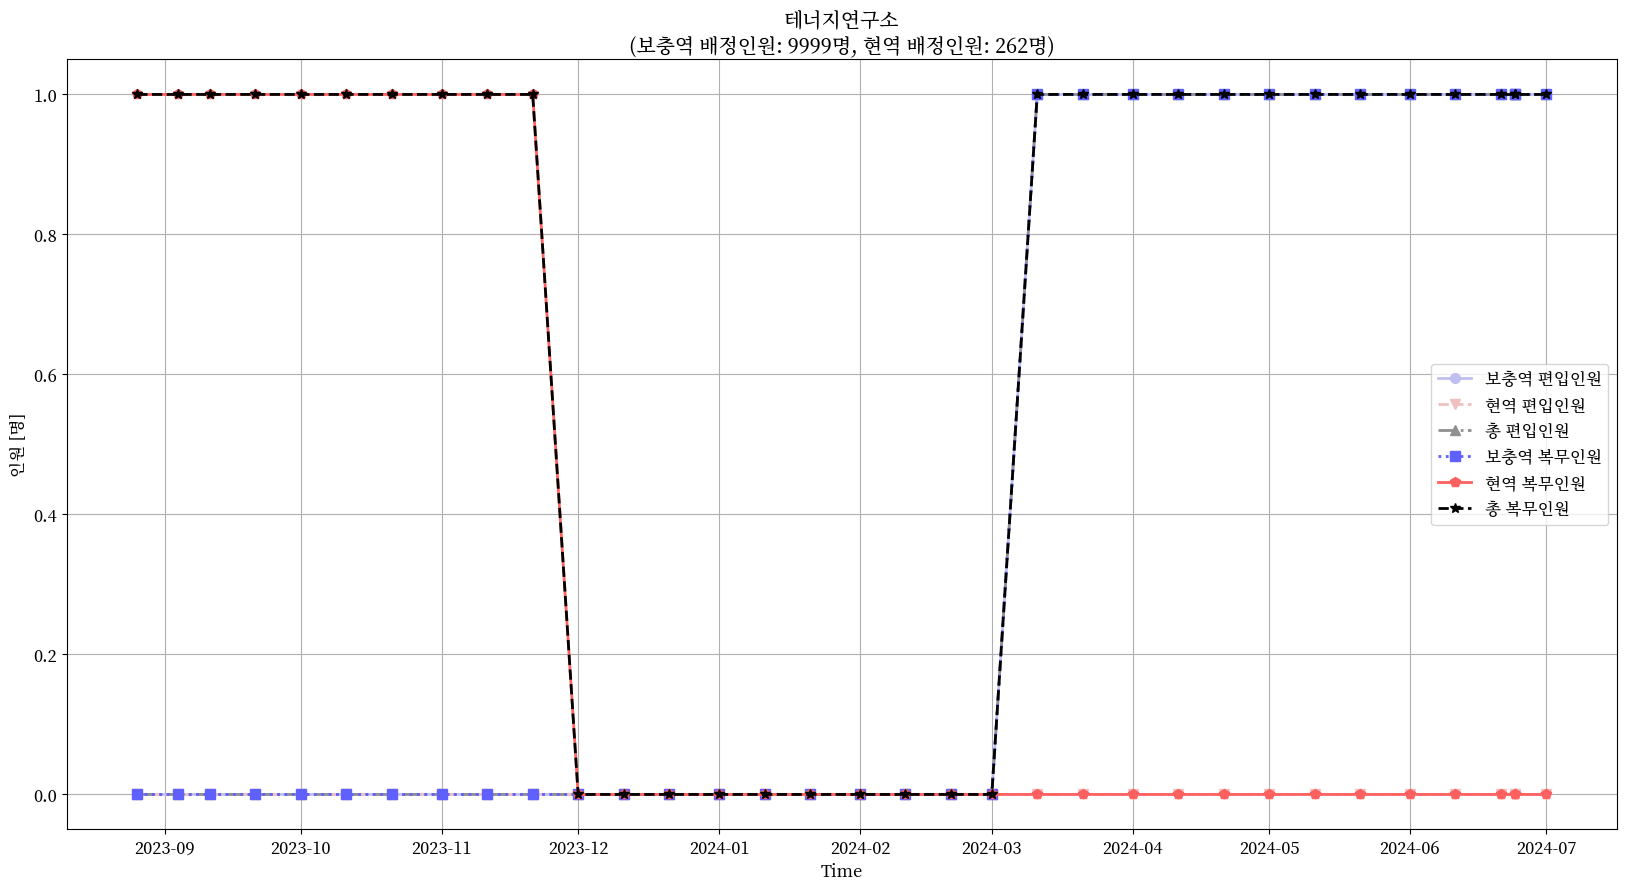 테너지연구소
(보충역 배정인원: 9999명, 현역 배정인원: 262명)
인원 [명]
1.0
0.8
0.6
0.4
0.2
0.0
보충역 편입인원
현역 편입인원
총 편입인원
보충역 복무인원
현역 복무인원
총 복무인원
2023-09 2023-10 2023-11 2023-12 2024-01 2024-02 2024-03 2024-04 2024-05 2024-06 2024-07
Time